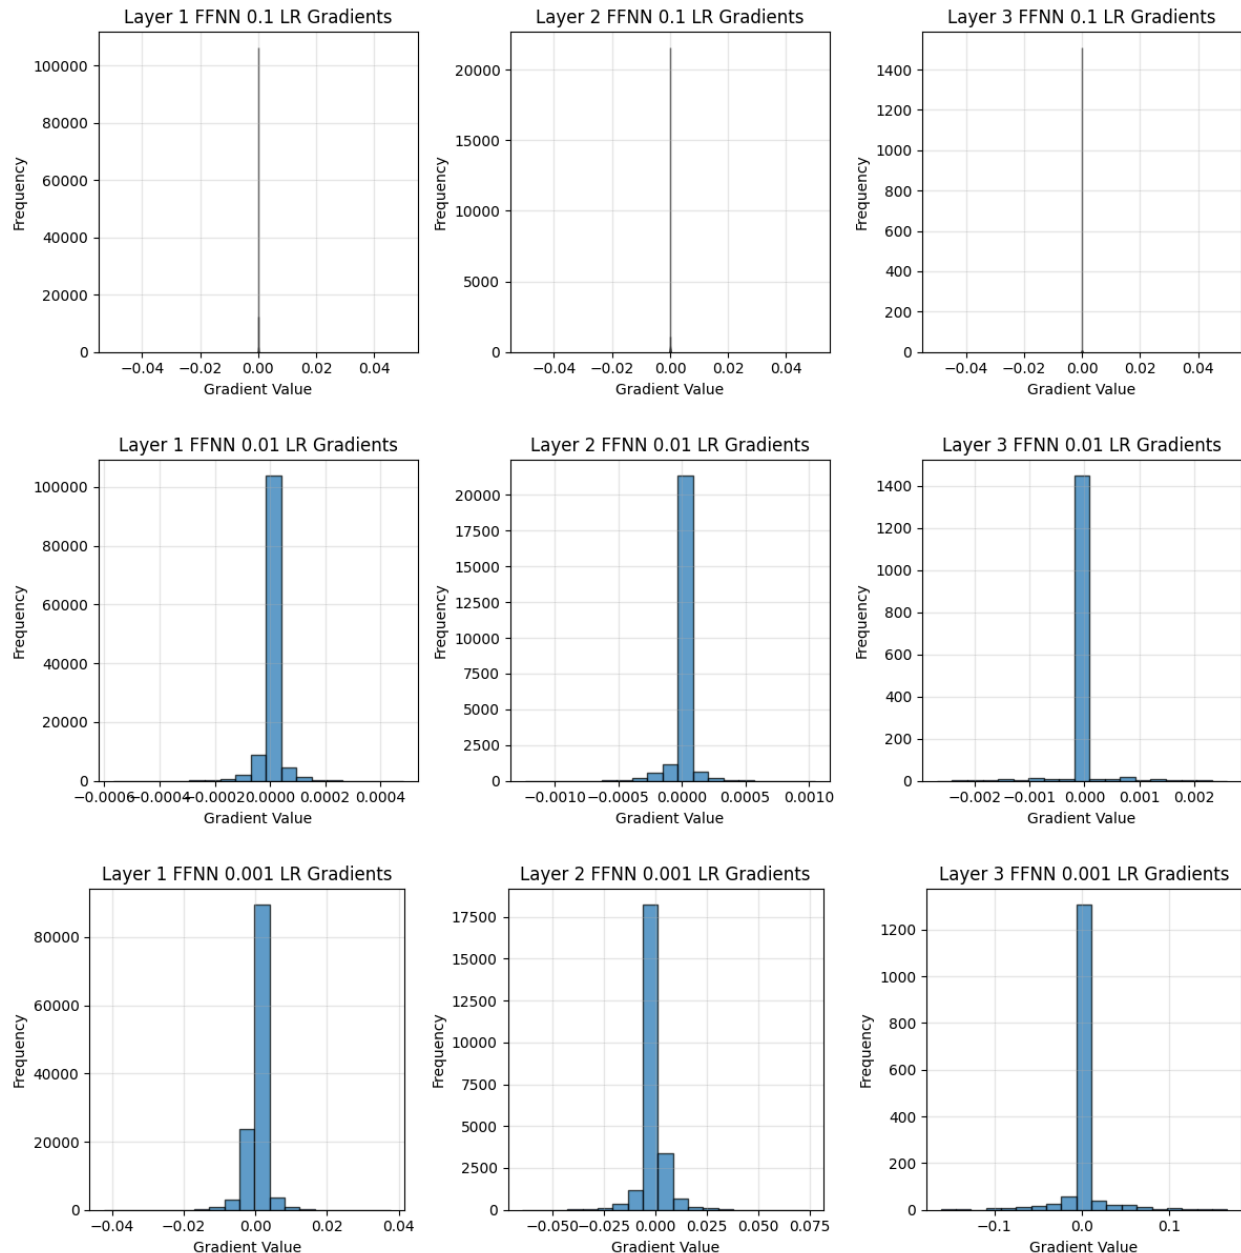 Layer 1 FFNN 0.1 LR Gradients
Frequency
100000
80000
60000
40000
20000
0
−0.04 −0.02 0.00 0.02 0.04
Gradient Value
Layer 2 FFNN 0.1 LR Gradients
Frequency
20000
15000
10000
5000
0
−0.04 −0.02 0.00 0.02 0.04
Gradient Value
Layer 3 FFNN 0.1 LR Gradients
Frequency
1400
1200
1000
800
600
400
200
0
−0.04 −0.02 0.00 0.02 0.04
Gradient Value
Layer 1 FFNN 0.01 LR Gradients
Frequency
100000
80000
60000
40000
20000
0
−0.0006 −0.0004 −0.0002 0.0000 0.0002 0.0004
Gradient Value
Layer 2 FFNN 0.01 LR Gradients
Frequency
20000
17500
15000
12500
10000
7500
5000
2500
0
−0.0010 −0.0005 0.0000 0.0005 0.0010
Gradient Value
Layer 3 FFNN 0.01 LR Gradients
Frequency
1400
1200
1000
800
600
400
200
0
−0.002 −0.001 0.000 0.001 0.002
Gradient Value
Layer 1 FFNN 0.001 LR Gradients
Frequency
80000
60000
40000
20000
0
−0.04 −0.02 0.00 0.02 0.04
Gradient Value
Layer 2 FFNN 0.001 LR Gradients
Frequency
17500
15000
12500
10000
7500
5000
2500
0
−0.050 −0.025 0.000 0.025 0.050 0.075
Gradient Value
Layer 3 FFNN 0.001 LR Gradients
Frequency
1200
1000
800
600
400
200
0
−0.1 0.0 0.1
Gradient Value